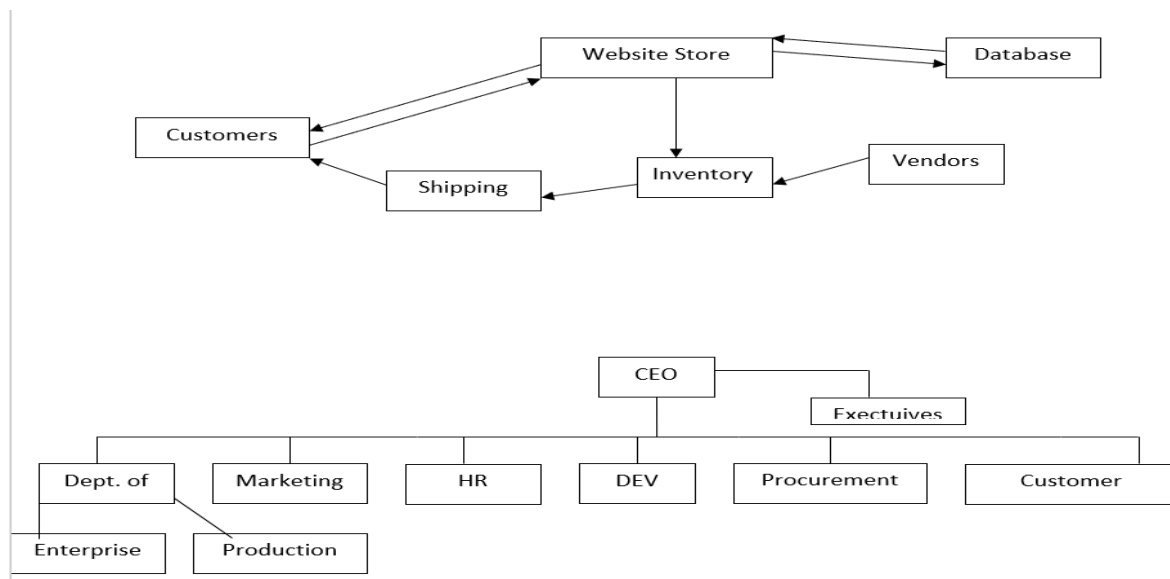 Website Store
Database
Customers
Vendors
Inventory
Shipping
CEO
Exectuives
Dept. of
Marketing
HR
DEV
Procurement
Customer
Enterprise
Production